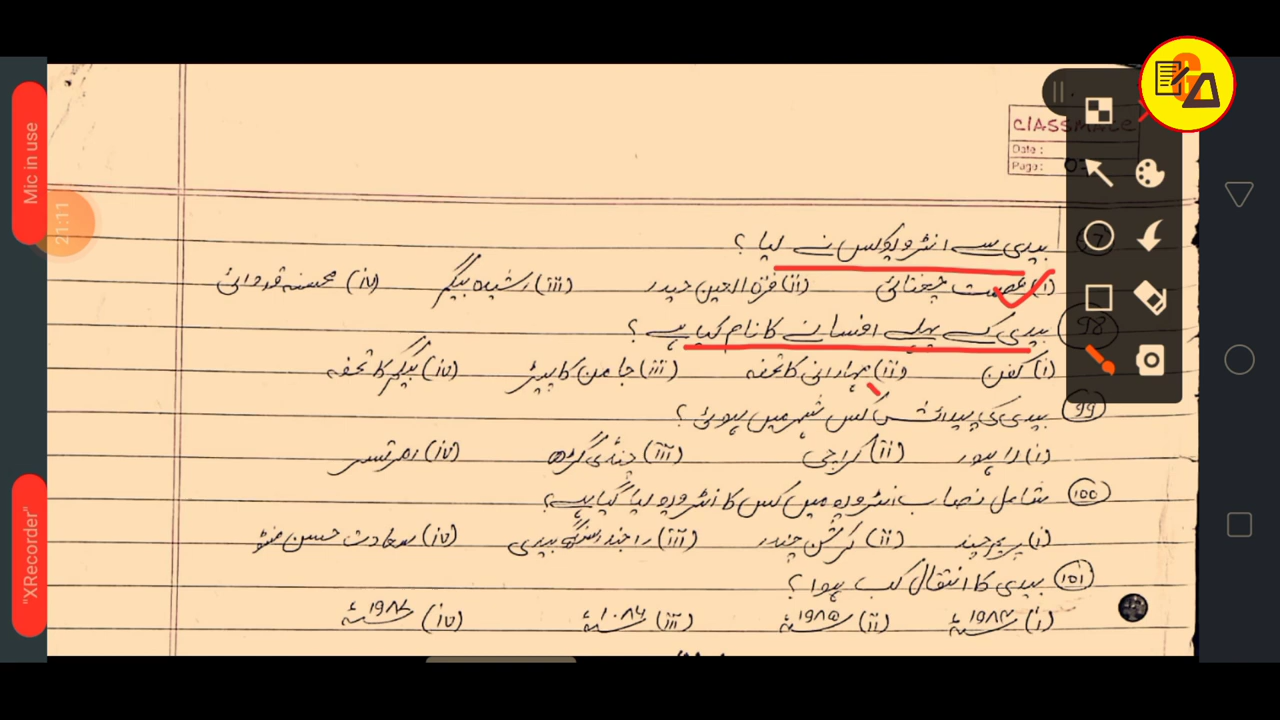 CLASSMATE
Date :
Page : 0
97 بیدی سے انٹرویو کس نے لیا ؟
(i) عصمت چغتائی (ii) قرۃ العین حیدر (iii) رشیدہ بیگم (iv) محسنہ قدوائی
98 بیدی کے پہلے افسانے کا نام کیا ہے ؟
(i) کفن (ii) مہارانی کا تحفہ (iii) جامن کا پیڑ (iv) بیگم کا تحفہ
99 بیدی کی پیدائش کس شہر میں ہوئی ؟
(i) لاہور (ii) کراچی (iii) چنڈی گڑھ (iv) امرتسر
100 شامل نصاب انٹرویو میں کس کا انٹرویو لیا گیا ہے ؟
(i) پریم چند (ii) کرشن چندر (iii) راجندر سنگھ بیدی (iv) سعادت حسن منٹو
101 بیدی کا انتقال کب ہوا ؟
(i) (ii) ۱۹۸۵ء (iii) (iv)
Mic in use
21:11
"XRecorder"